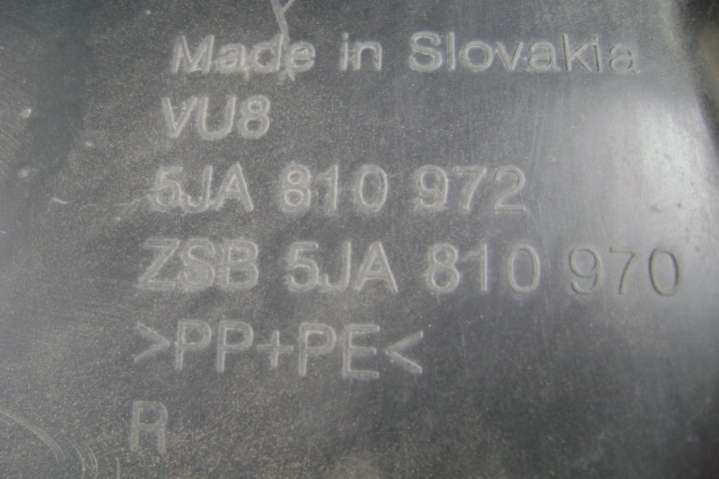 Made in Slovakia
VU8
5JA 810 972
ZSB 5JA 810 970
>PP+PE<
R